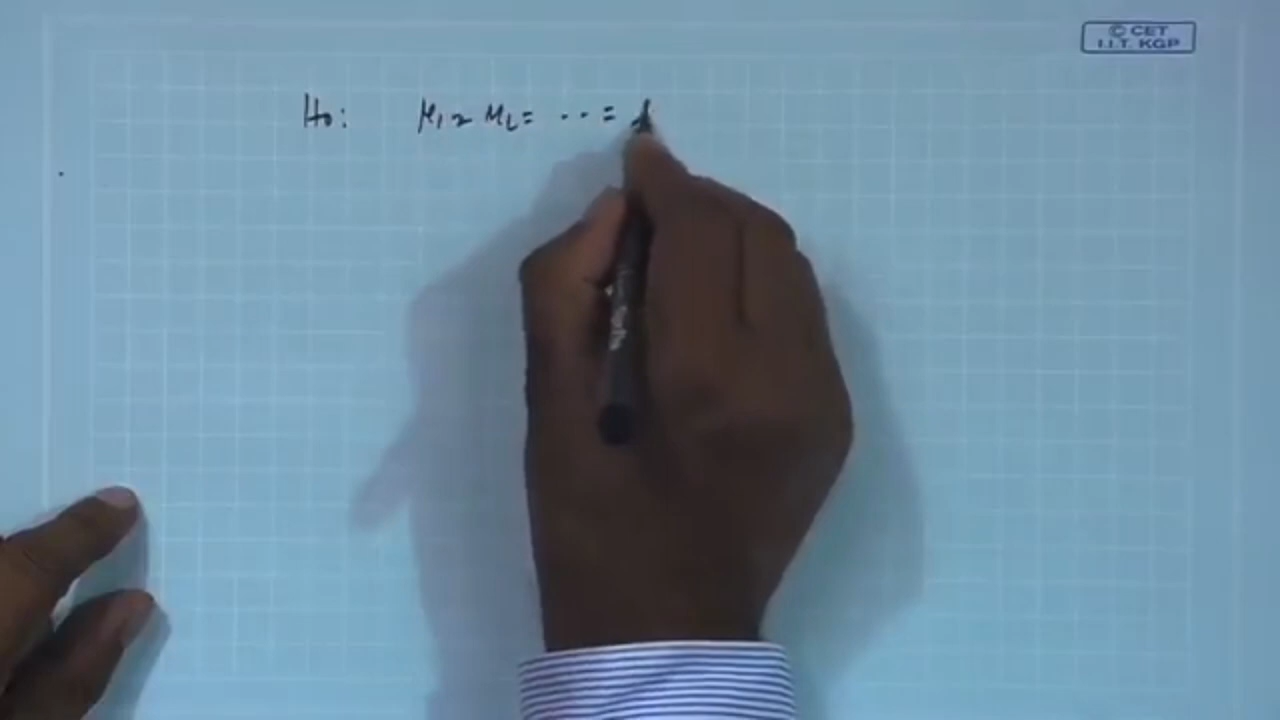 © CET
I.I.T. KGP
H₀: μ₁ = μ₂ = ... =